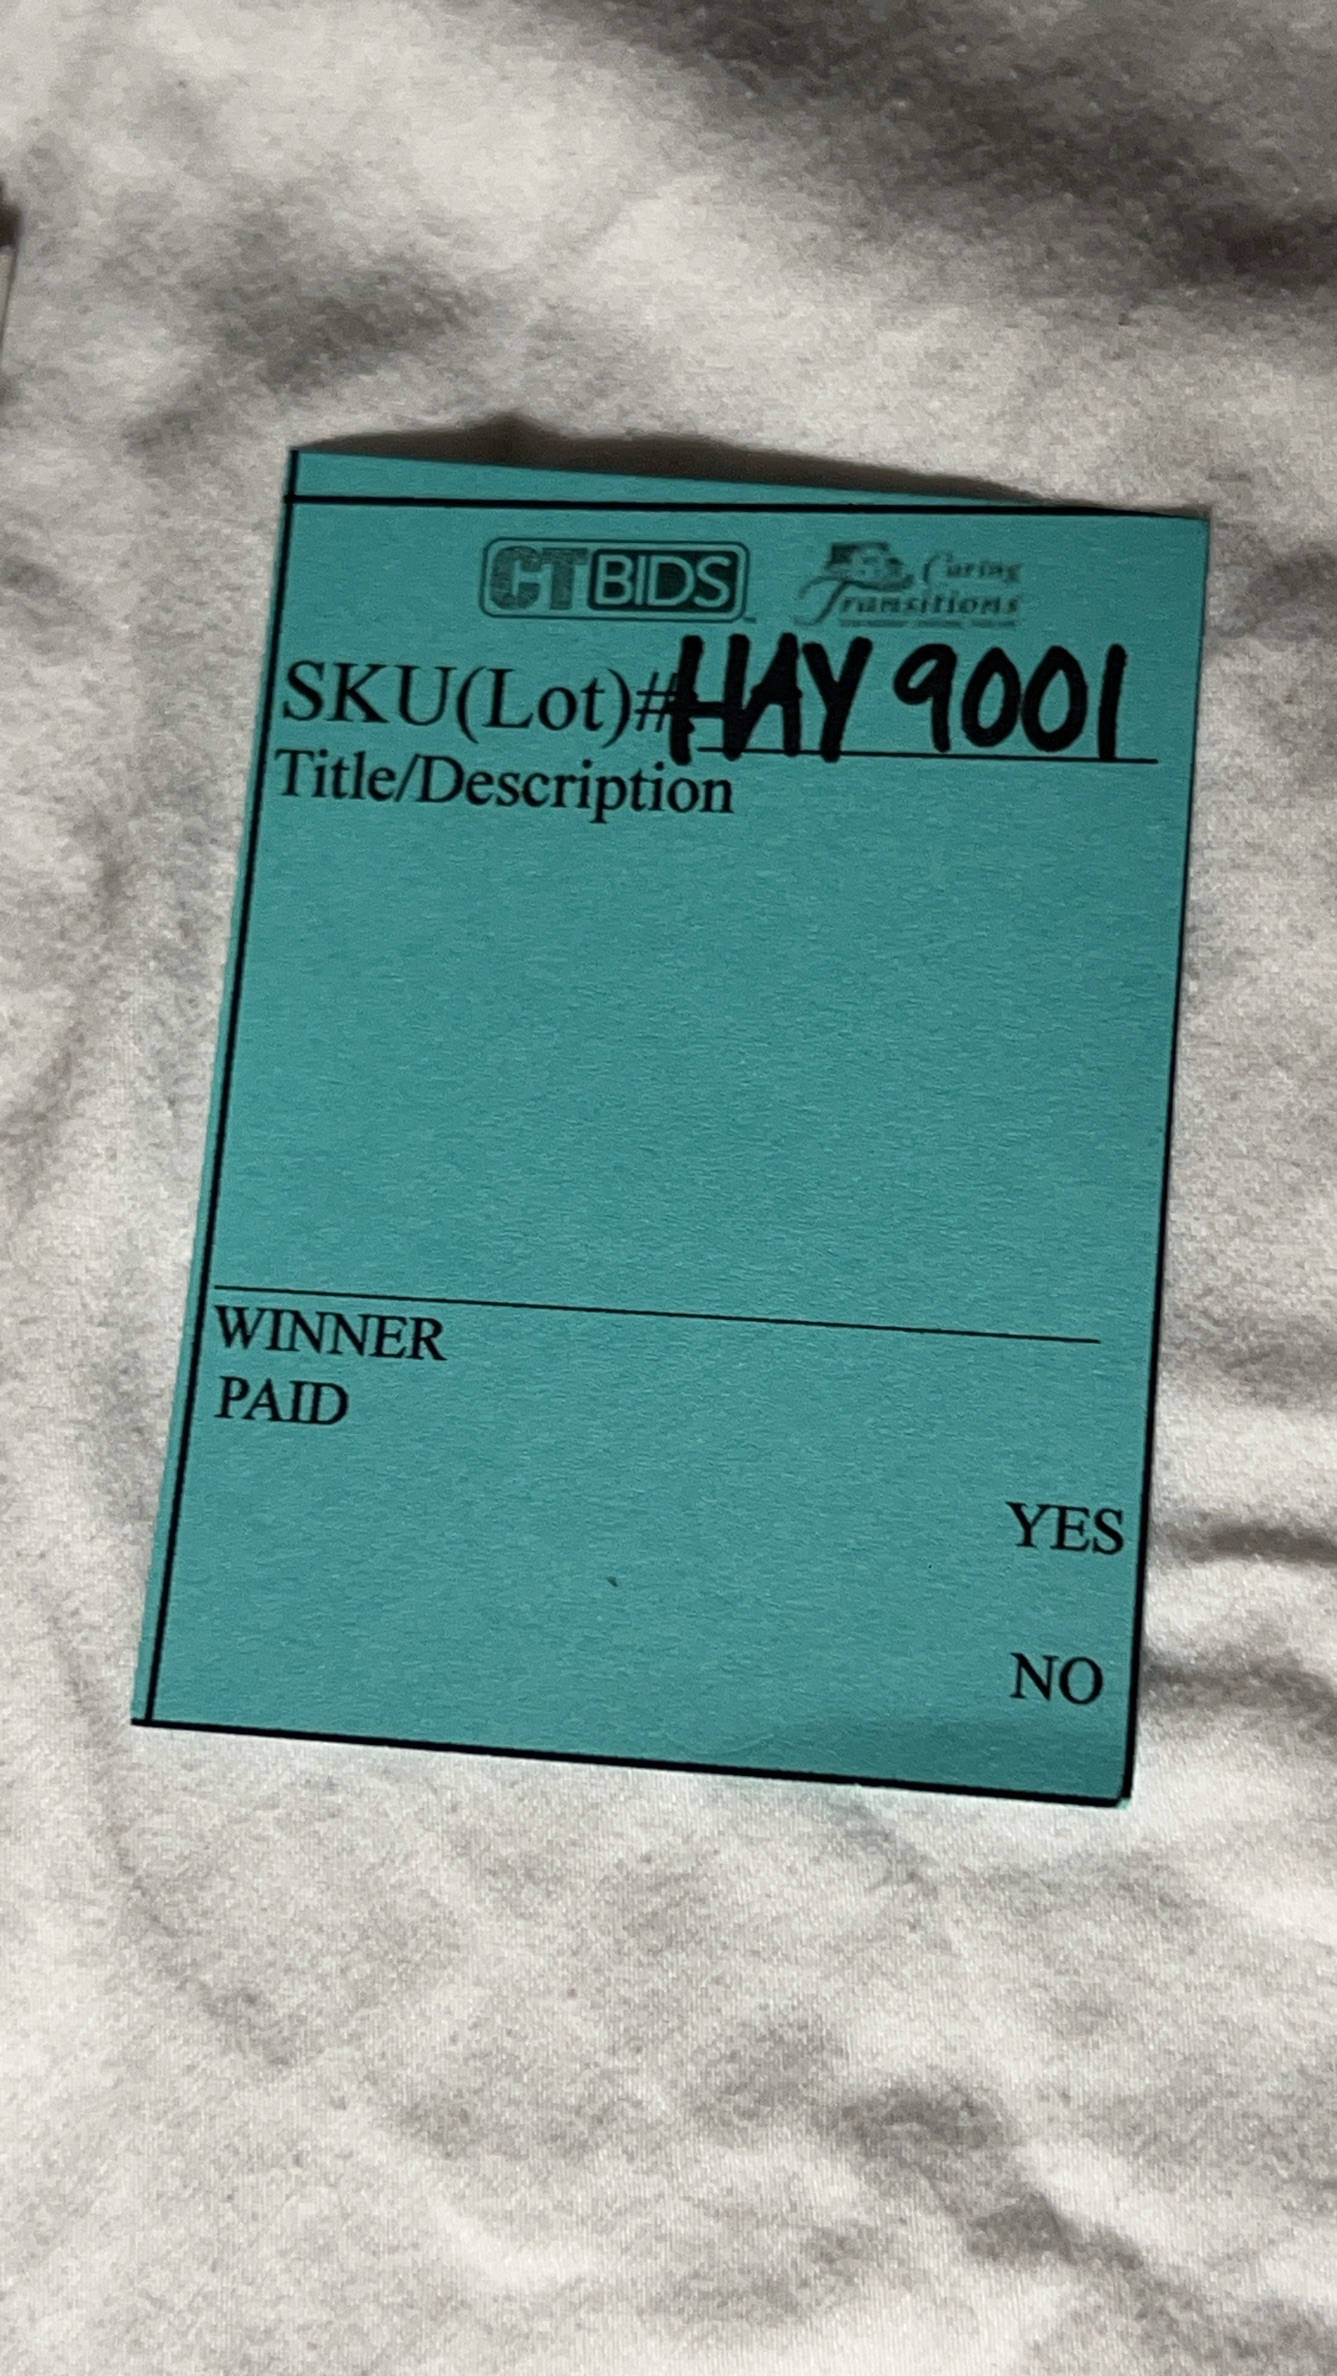 CTBIDS
Caring
Transitions
SKU(Lot)# HAY 9001
Title/Description
WINNER
PAID
YES
NO